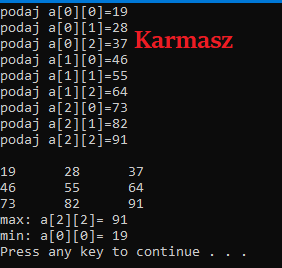 podaj a[0][0]=19
podaj a[0][1]=28
podaj a[0][2]=37
Karmasz
podaj a[1][0]=46
podaj a[1][1]=55
podaj a[1][2]=64
podaj a[2][0]=73
podaj a[2][1]=82
podaj a[2][2]=91
19 28 37
46 55 64
73 82 91
max: a[2][2]= 91
min: a[0][0]= 19
Press any key to continue . . .